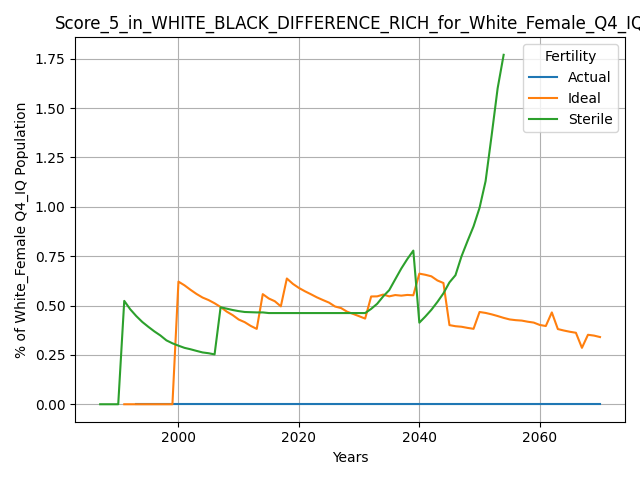 Score_5_in_WHITE_BLACK_DIFFERENCE_RICH_for_White_Female_Q4_IQ
% of White_Female Q4_IQ Population
1.75
1.50
1.25
1.00
0.75
0.50
0.25
0.00
Fertility
Actual
Ideal
Sterile
2000 2020 2040 2060
Years